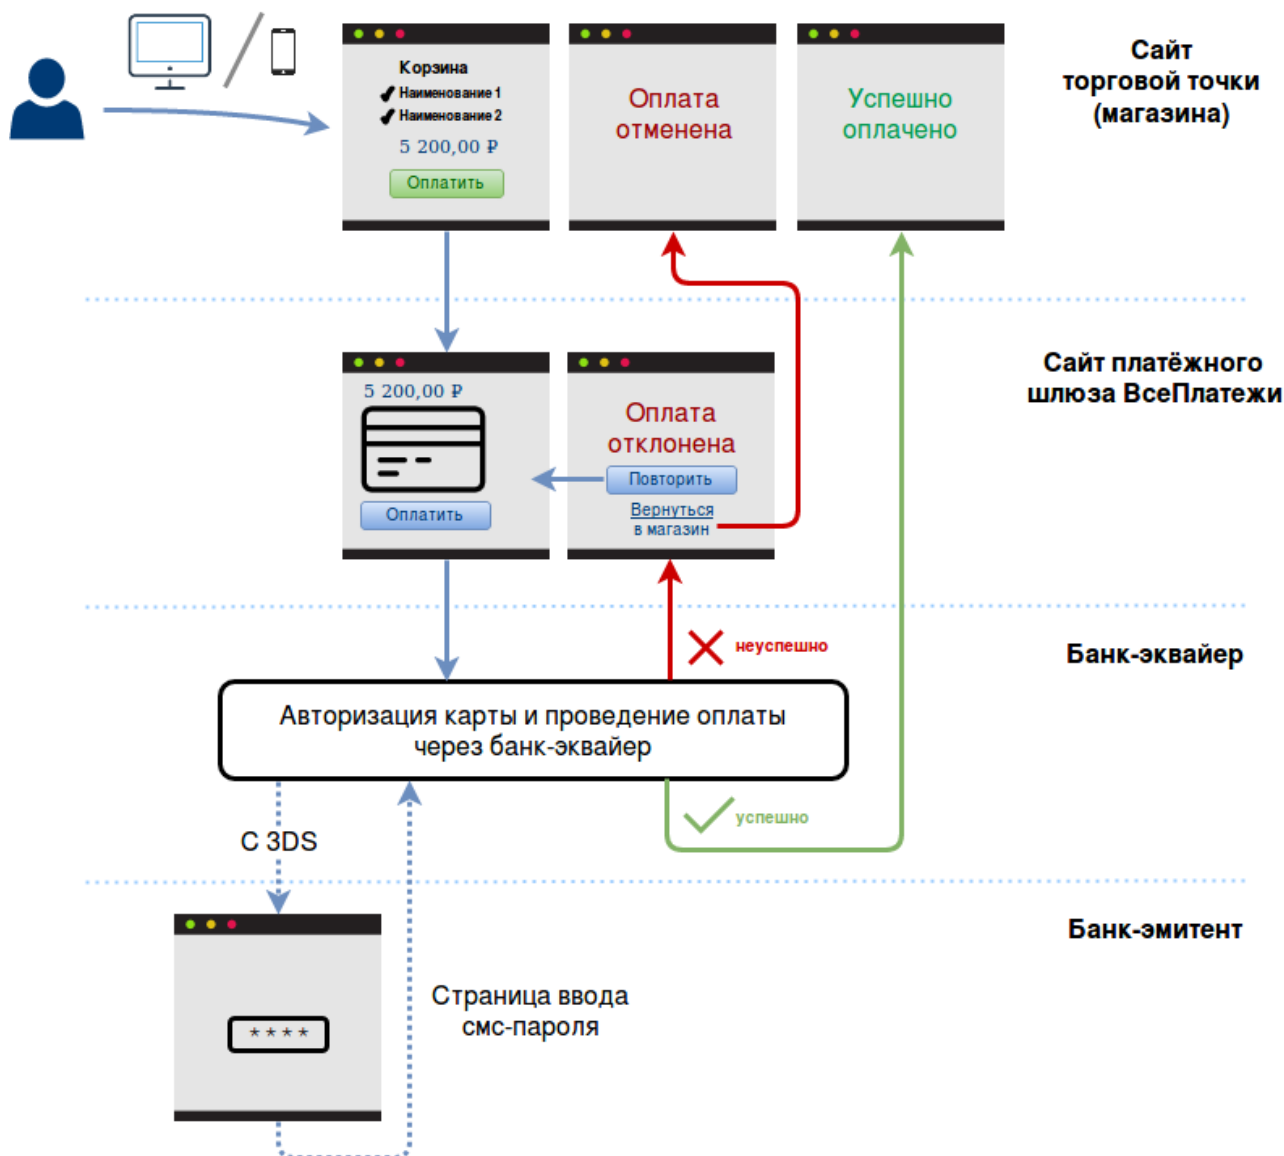 Сайт
торговой точки
(магазина)
Корзина
Наименование 1
Наименование 2
5 200,00 ₽
Оплатить
Оплата
отменена
Успешно
оплачено
Сайт платёжного
шлюза ВсеПлатежи
5 200,00 ₽
Оплатить
Оплата
отклонена
Повторить
Вернуться
в магазин
Банк-эквайер
неуспешно
Авторизация карты и проведение оплаты
через банк-эквайер
успешно
С 3DS
Банк-эмитент
* * * *
Страница ввода
смс-пароля